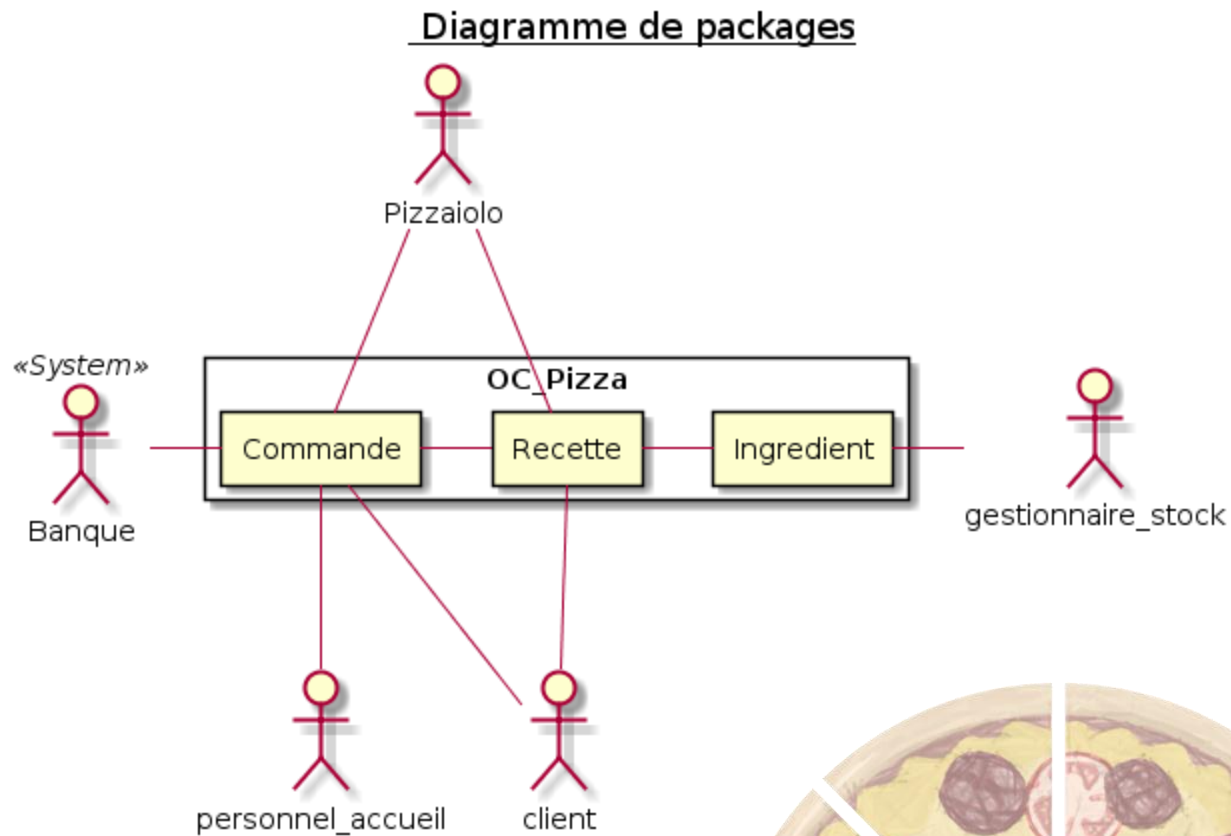 Diagramme de packages
Pizzaiolo
«System»
Banque
OC_Pizza
Commande
Recette
Ingredient
gestionnaire_stock
personnel_accueil
client